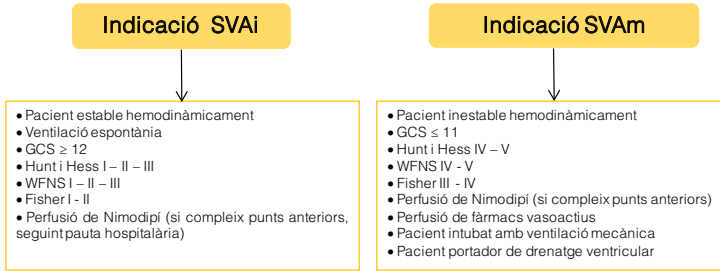 Indicació SVAi
Indicació SVAm
• Pacient estable hemodinàmicament
• Ventilació espontània
• GCS ≥ 12
• Hunt i Hess I – II – III
• WFNS I – II – III
• Fisher I - II
• Perfusió de Nimodipí (si compleix punts anteriors,
seguint pauta hospitalària)
• Pacient inestable hemodinàmicament
• GCS ≤ 11
• Hunt i Hess IV – V
• WFNS IV - V
• Fisher III - IV
• Perfusió de Nimodipí (si compleix punts anteriors)
• Perfusió de fàrmacs vasoactius
• Pacient intubat amb ventilació mecànica
• Pacient portador de drenatge ventricular